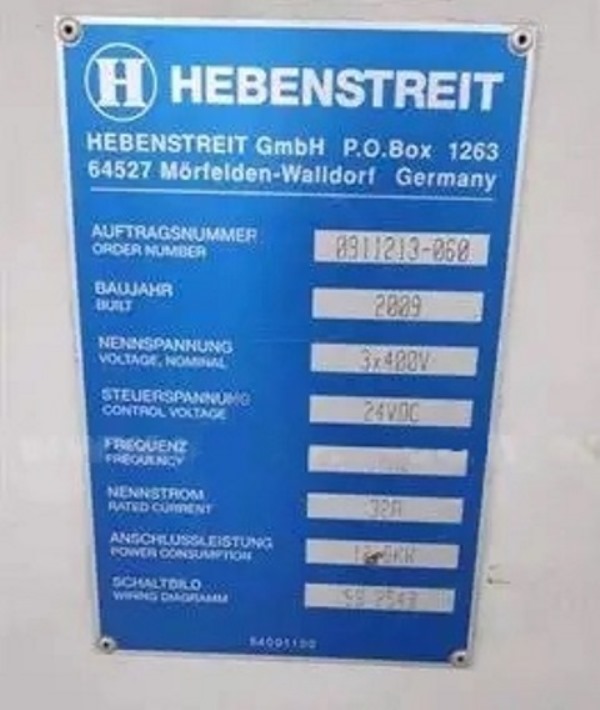 H HEBENSTREIT
HEBENSTREIT GmbH P.O.Box 1263
64527 Mörfelden-Walldorf Germany
AUFTRAGSNUMMER
ORDER NUMBER
0911213-060
BAUJAHR
BUILT
2009
NENNSPANNUNG
VOLTAGE, NOMINAL
3x400V
STEUERSPANNUNG
CONTROL VOLTAGE
24VDC
FREQUENZ
FREQUENCY
NENNSTROM
RATED CURRENT
32A
ANSCHLUSSLEISTUNG
POWER CONSUMPTION
SCHALTBILD
WIRING DIAGRAMM